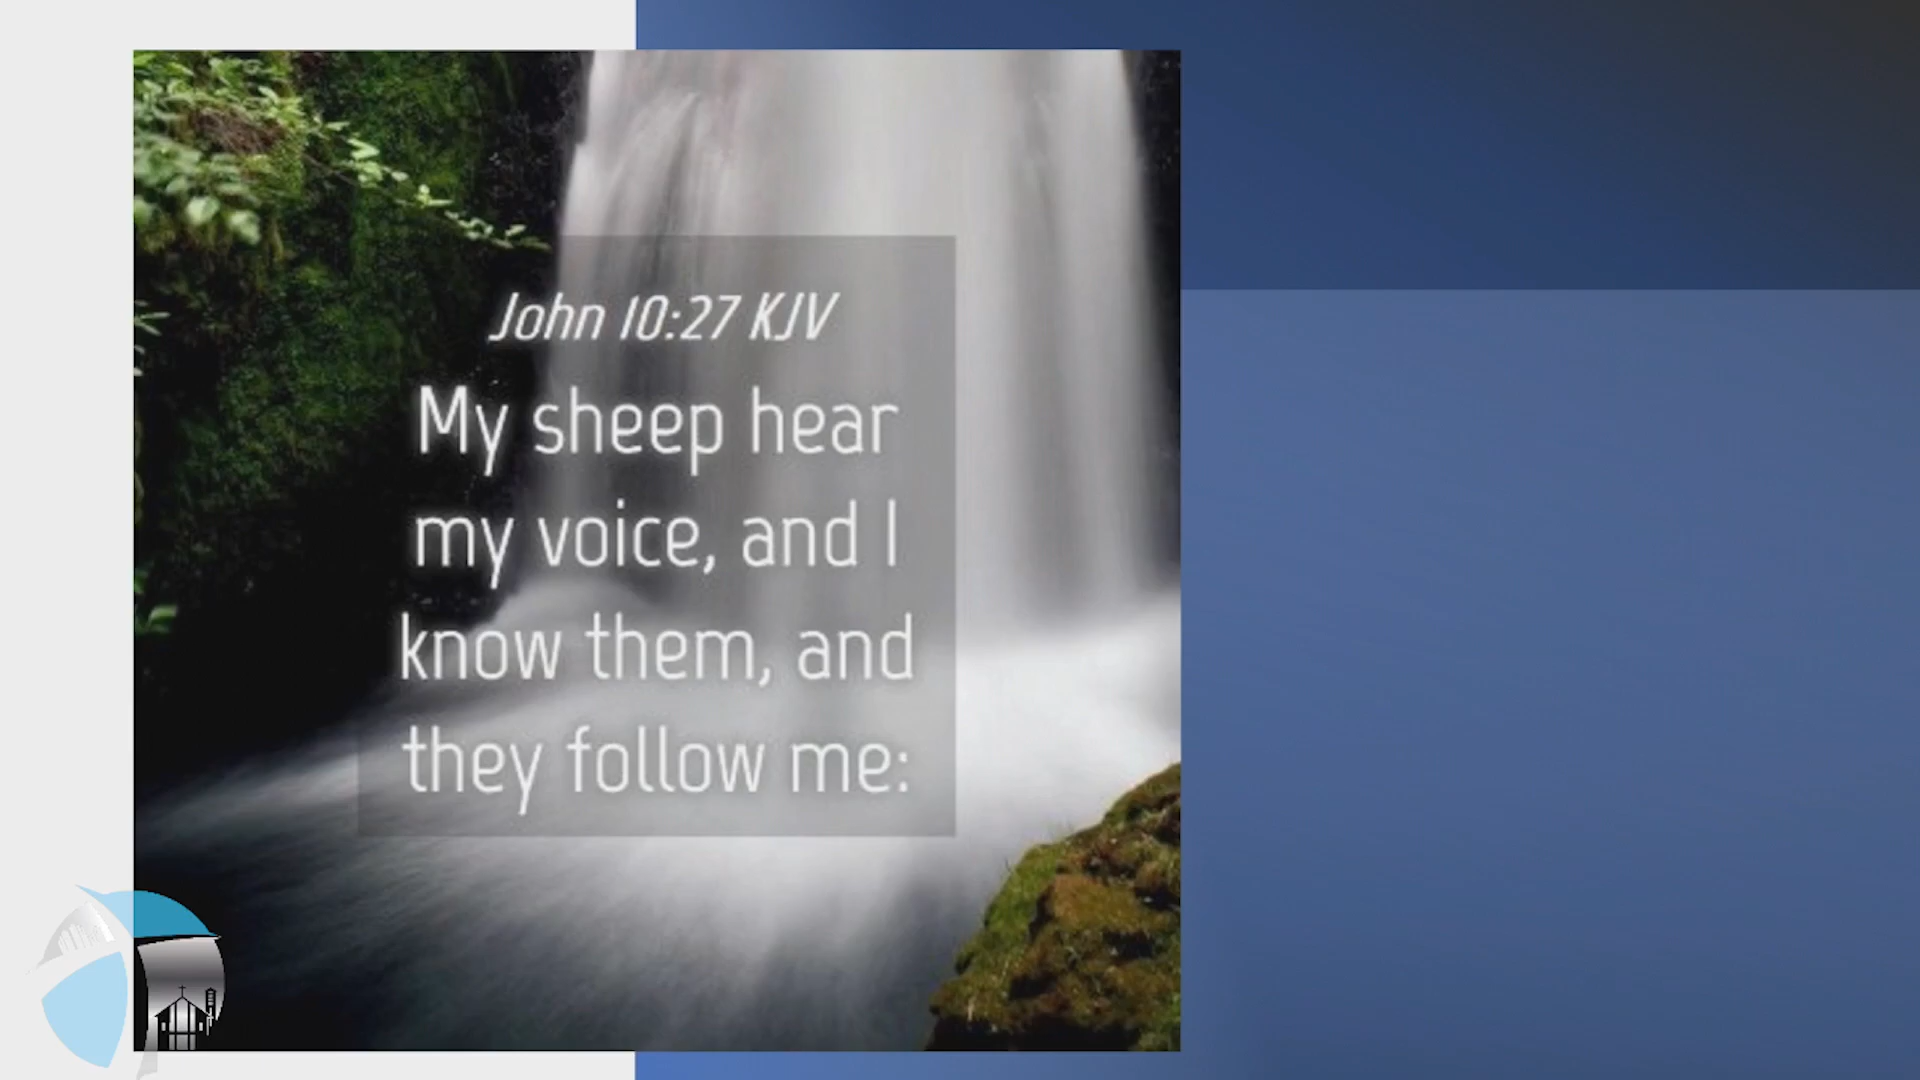 John 10:27 KJV
My sheep hear
my voice, and I
know them, and
they follow me: